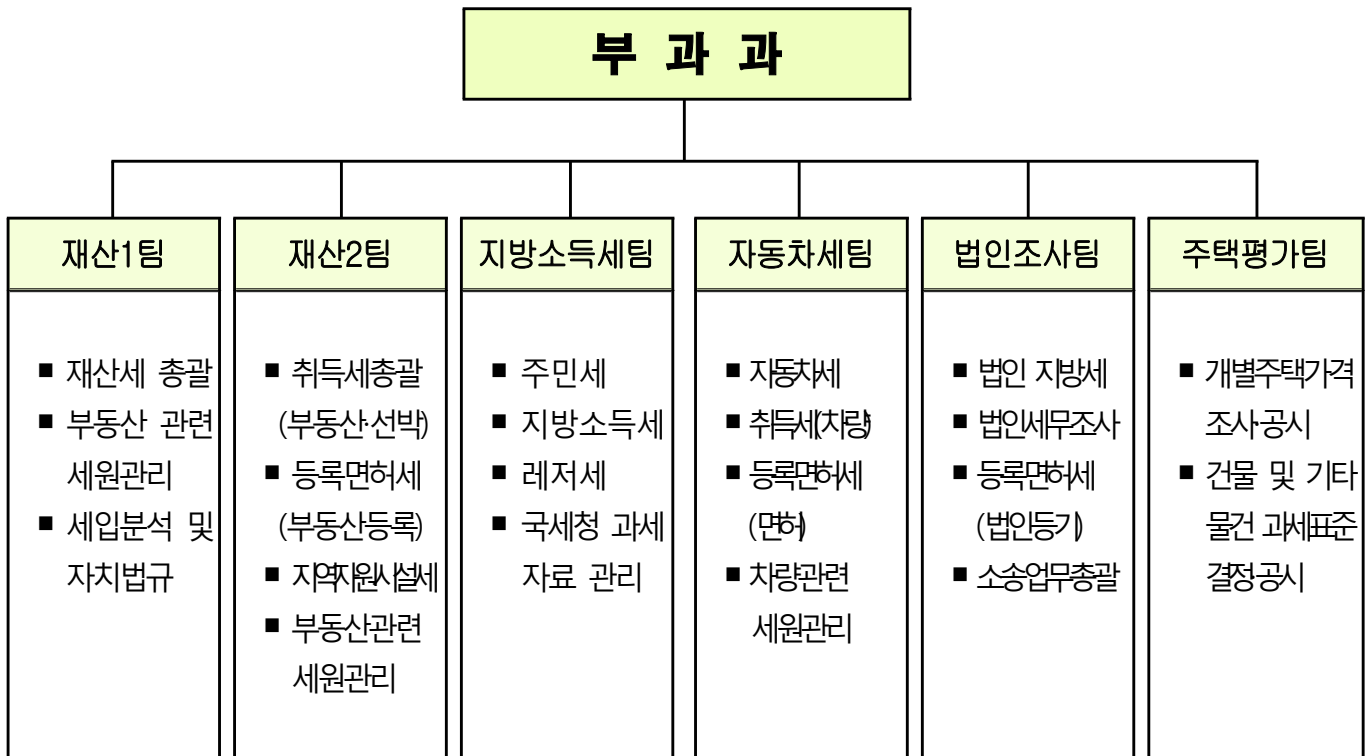 부 과 과
재산1팀
■ 재산세 총괄
■ 부동산 관련
세원관리
■ 세입분석 및
자치법규
재산2팀
■ 취득세총괄
(부동산·선박)
■ 등록면허세
(부동산등록)
■ 지역자원시설세
■ 부동산관련
세원관리
지방소득세팀
■ 주민세
■ 지방소득세
■ 레저세
■ 국세청 과세
자료 관리
자동차세팀
■ 자동차세
■ 취득세(차량)
■ 등록면허세
(면허)
■ 차량관련
세원관리
법인조사팀
■ 법인 지방세
■ 법인세무조사
■ 등록면허세
(법인등기)
■ 소송업무총괄
주택평가팀
■ 개별주택가격
조사·공시
■ 건물 및 기타
물건 과세표준
결정·공시